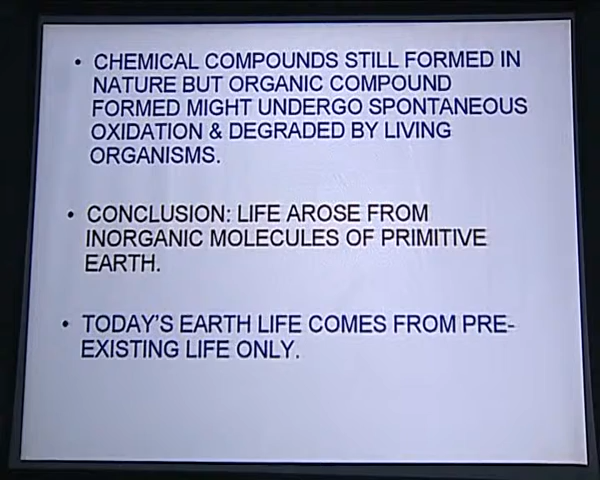 • CHEMICAL COMPOUNDS STILL FORMED IN
NATURE BUT ORGANIC COMPOUND
FORMED MIGHT UNDERGO SPONTANEOUS
OXIDATION & DEGRADED BY LIVING
ORGANISMS.
• CONCLUSION: LIFE AROSE FROM
INORGANIC MOLECULES OF PRIMITIVE
EARTH.
• TODAY'S EARTH LIFE COMES FROM PRE-
EXISTING LIFE ONLY.